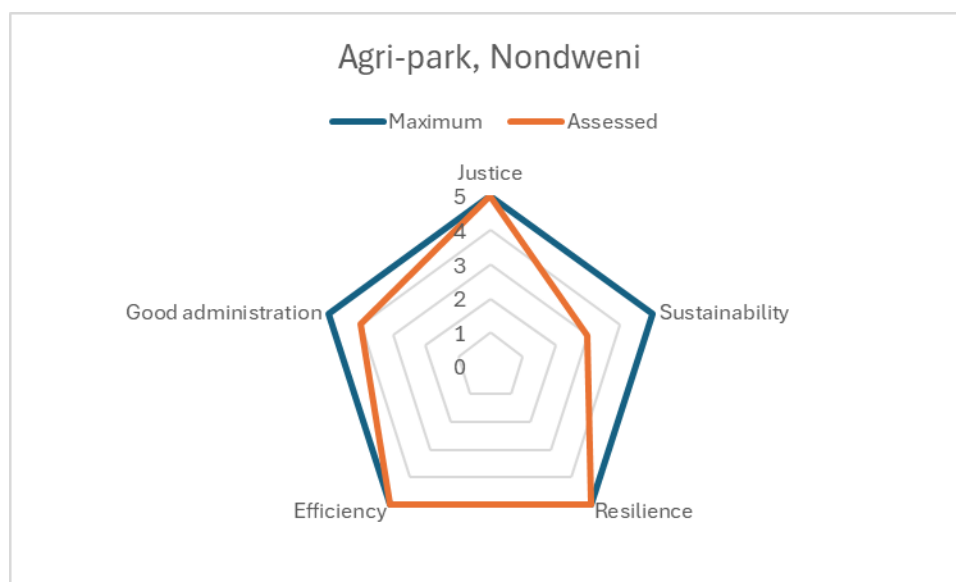 Agri-park, Nondweni
Maximum Assessed
Justice
5
4
3
2
1
0
Good administration
Sustainability
Efficiency
Resilience